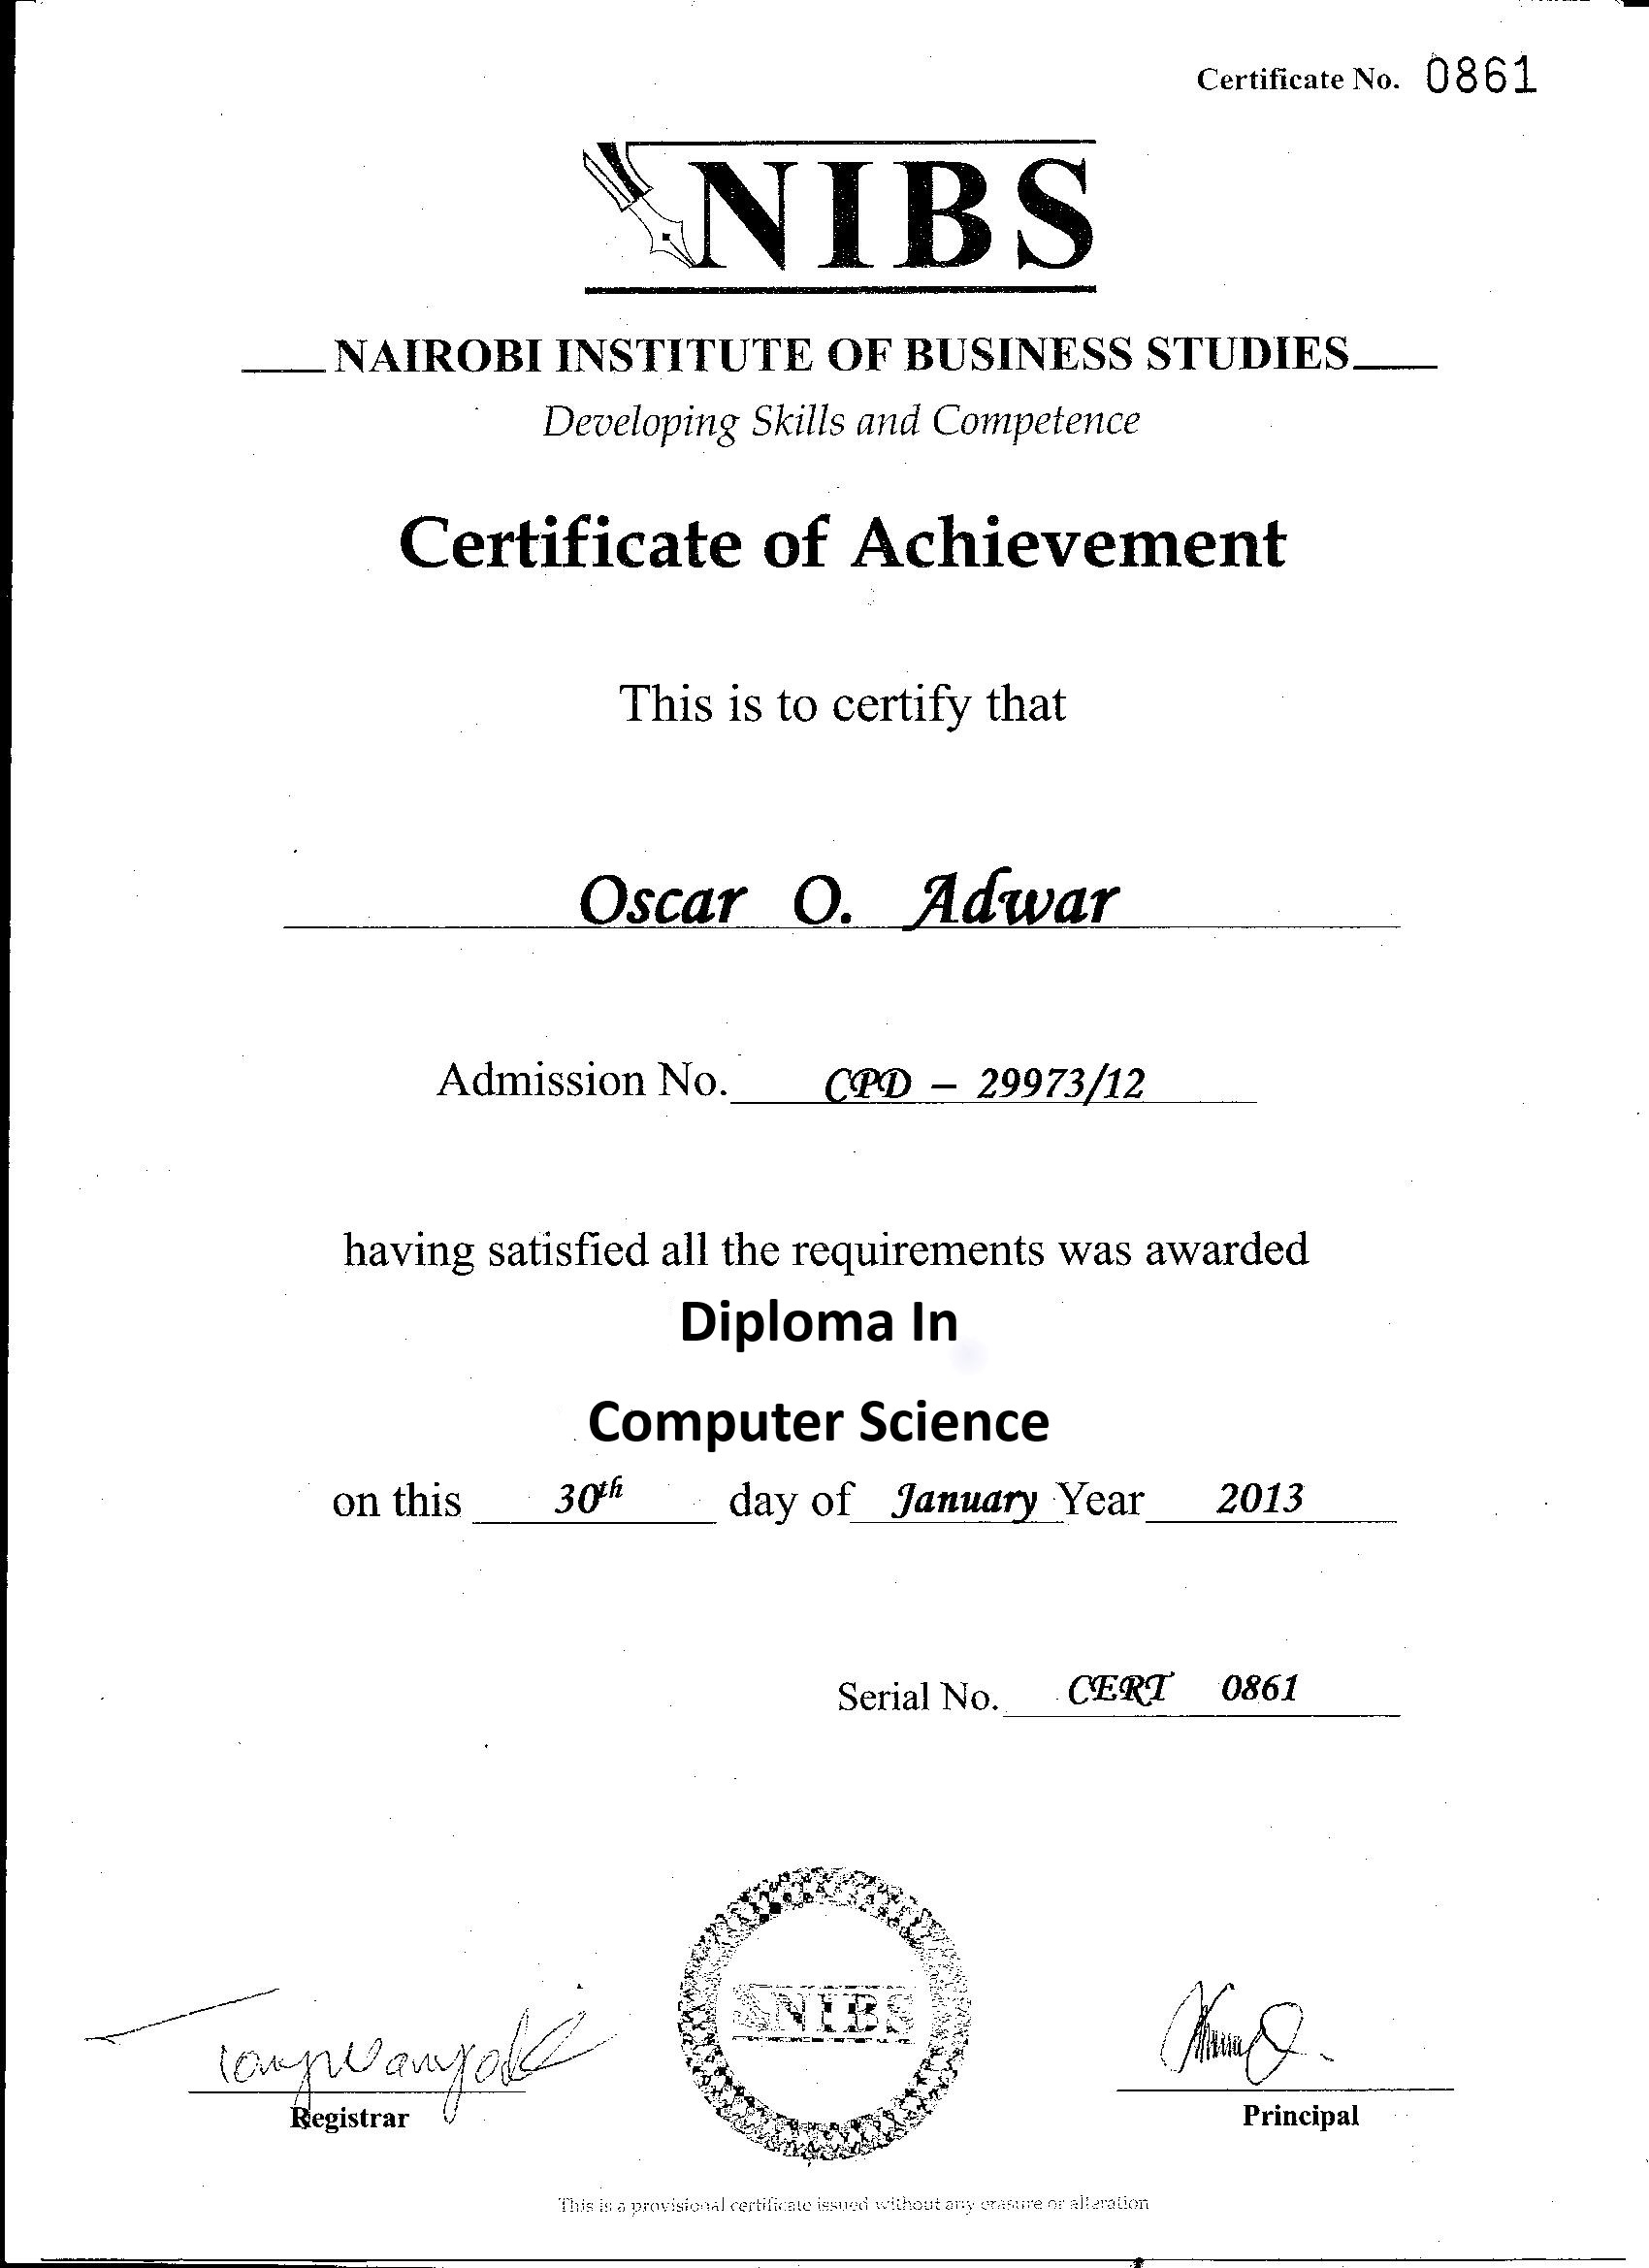 Certificate No. 0861
NIBS
NAIROBI INSTITUTE OF BUSINESS STUDIES
Developing Skills and Competence
Certificate of Achievement
This is to certify that
Oscar O. Adwar
Admission No. CPD – 29973/12
having satisfied all the requirements was awarded
Diploma In
Computer Science
on this 30th day of January Year 2013
Serial No. CERT 0861
NIBS
Registrar
Principal
This is a provisional certificate issued without any erasure or alteration